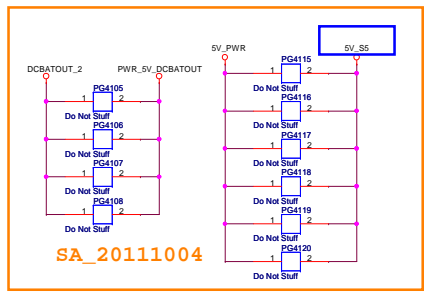 DCBATOUT_2
PWR_5V_DCBATOUT
PG4105
1 2
Do Not Stuff
PG4106
1 2
Do Not Stuff
PG4107
1 2
Do Not Stuff
PG4108
1 2
Do Not Stuff
SA_20111004
5V_PWR
5V_S5
PG4115
1 2
Do Not Stuff
PG4116
1 2
Do Not Stuff
PG4117
1 2
Do Not Stuff
PG4118
1 2
Do Not Stuff
PG4119
1 2
Do Not Stuff
PG4120
1 2
Do Not Stuff